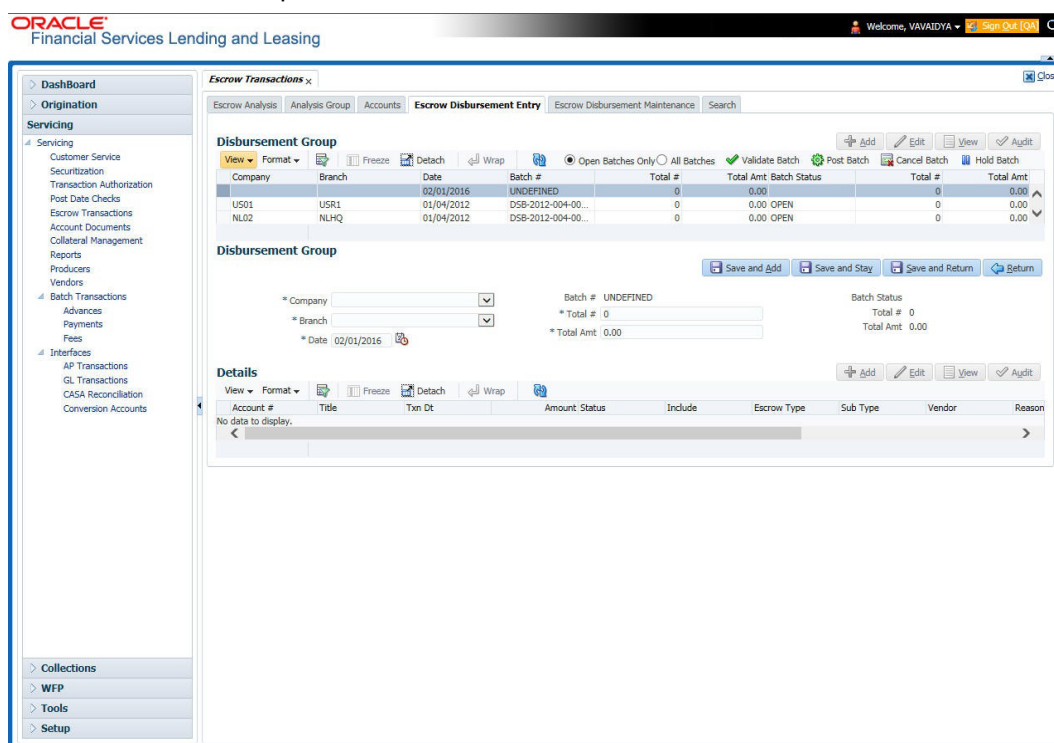 ORACLE
Financial Services Lending and Leasing
Welcome, VAVAIDYA Sign Out [QA]
DashBoard
Origination
Servicing
Servicing
Customer Service
Securitization
Transaction Authorization
Post Date Checks
Escrow Transactions
Account Documents
Collateral Management
Reports
Producers
Vendors
Batch Transactions
Advances
Payments
Fees
Interfaces
AP Transactions
GL Transactions
CASA Reconciliation
Conversion Accounts
Collections
WFP
Tools
Setup
Escrow Transactions x
Clos
Escrow Analysis Analysis Group Accounts Escrow Disbursement Entry Escrow Disbursement Maintenance Search
Disbursement Group
Add Edit View Audit
View Format Freeze Detach Wrap Open Batches Only All Batches Validate Batch Post Batch Cancel Batch Hold Batch
Company Branch Date Batch # Total # Total Amt Batch Status Total # Total Amt
02/01/2016 UNDEFINED 0 0.00 0 0.00
US01 USR1 01/04/2012 DSB-2012-004-00... 0 0.00 OPEN 0 0.00
NL02 NLHQ 01/04/2012 DSB-2012-004-00... 0 0.00 OPEN 0 0.00
Disbursement Group
Save and Add Save and Stay Save and Return Return
* Company Batch # UNDEFINED Batch Status
* Branch * Total # 0 Total # 0
* Date 02/01/2016 * Total Amt 0.00 Total Amt 0.00
Details
Add Edit View Audit
View Format Freeze Detach Wrap
Account # Title Txn Dt Amount Status Include Escrow Type Sub Type Vendor Reason
No data to display.